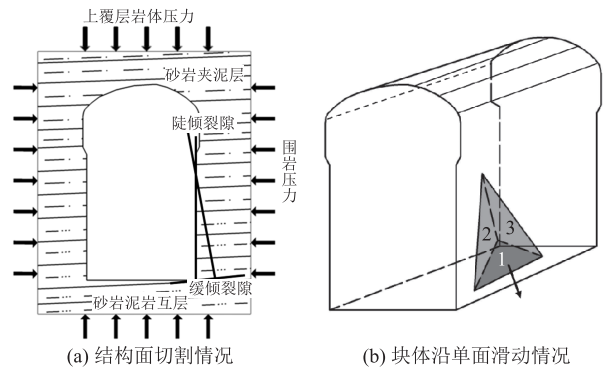 上覆层岩体压力
砂岩夹泥层
陡倾裂隙
围岩压力
缓倾裂隙
砂岩泥岩互层
(a) 结构面切割情况
2
3
1
(b) 块体沿单面滑动情况